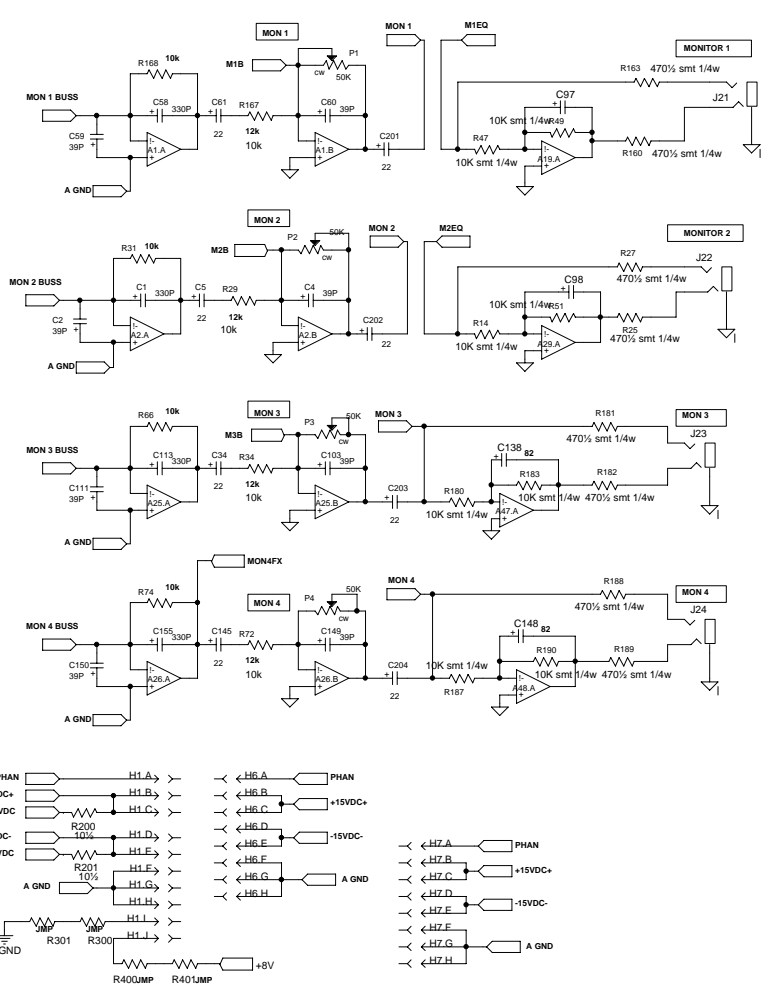 MON 1
MON 1
M1EQ
R168
10k
M1B
P1
CW
50K
MONITOR 1
R163
470½ smt 1/4w
J21
MON 1 BUSS
C58
330P
C61
22
R167
12k
10k
C60
39P
C97
10K smt 1/4w
R49
C59
39P
A1.A
A1.B
C201
22
R47
10K smt 1/4w
A19.A
R160
470½ smt 1/4w
A GND
R31
10k
MON 2
M2B
P2
50K
CW
MON 2
M2EQ
MONITOR 2
R27
470½ smt 1/4w
J22
MON 2 BUSS
C1
330P
C5
22
R29
12k
10k
C4
39P
C98
10K smt 1/4w
R51
C2
39P
A2.A
A2.B
C202
22
R14
10K smt 1/4w
A29.A
R25
470½ smt 1/4w
A GND
R66
10k
MON 3
M3B
P3
50K
CW
MON 3
R181
470½ smt 1/4w
MON 3
J23
MON 3 BUSS
C113
330P
C34
22
R34
12k
10k
C103
39P
C138
82
R183
10K smt 1/4w
R182
470½ smt 1/4w
C111
39P
A25.A
A25.B
C203
22
R180
10K smt 1/4w
A47.A
A GND
MON4FX
R74
10k
MON 4
P4
50K
CW
MON 4
R188
470½ smt 1/4w
MON 4
J24
MON 4 BUSS
C155
330P
C145
22
R72
12k
10k
C149
39P
C148
82
R190
10K smt 1/4w
R189
470½ smt 1/4w
C150
39P
A26.A
A26.B
C204
22
10K smt 1/4w
R187
A48.A
A GND
PHAN
H1.A
DC+
H1.B
VDC
H1.C
R200
10½
DC-
H1.D
VDC
H1.E
R201
10½
H1.F
A GND
H1.G
H1.H
H1.I
JMP
JMP
R301
R300
GND
H1.J
R400
JMP
R401
JMP
+8V
H6.A
PHAN
H6.B
+15VDC+
H6.C
H6.D
-15VDC-
H6.E
H6.F
H6.G
A GND
H6.H
H7.A
PHAN
H7.B
+15VDC+
H7.C
H7.D
-15VDC-
H7.E
H7.F
H7.G
A GND
H7.H